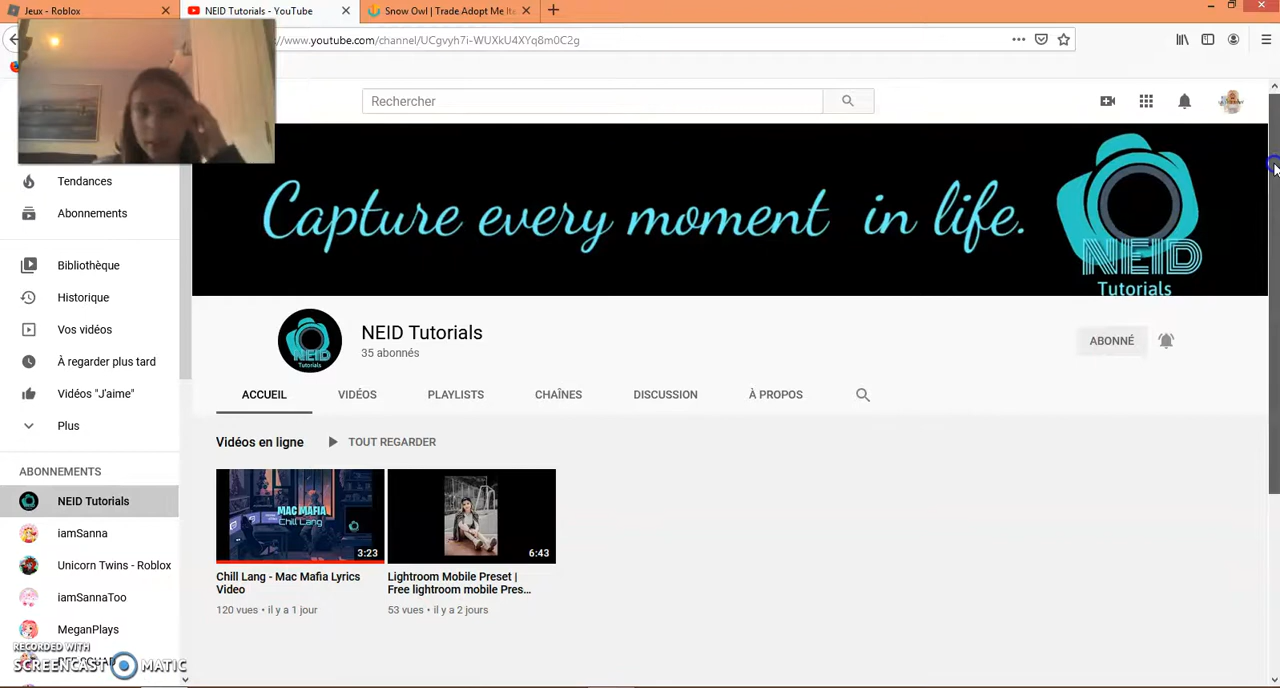 Jeux - Roblox
NEID Tutorials - YouTube
Snow Owl | Trade Adopt Me Ite
//www.youtube.com/channel/UCgvyh7i-WUXkU4XYq8m0C2g
Rechercher
Capture every moment in life.
NEID
Tutorials
Tendances
Abonnements
Bibliothèque
Historique
Vos vidéos
À regarder plus tard
Vidéos "J'aime"
Plus
ABONNEMENTS
NEID Tutorials
iamSanna
Unicorn Twins - Roblox
iamSannaToo
MeganPlays
RECORDED WITH
SCREENCAST MATIC
NEID
Tutorials
NEID Tutorials
35 abonnés
ABONNÉ
ACCUEIL VIDÉOS PLAYLISTS CHAÎNES DISCUSSION À PROPOS
Vidéos en ligne TOUT REGARDER
MAC MAFIA
Chill Lang
3:23
6:43
Chill Lang - Mac Mafia Lyrics
Video
120 vues • il y a 1 jour
Lightroom Mobile Preset |
Free lightroom mobile Pres...
53 vues • il y a 2 jours